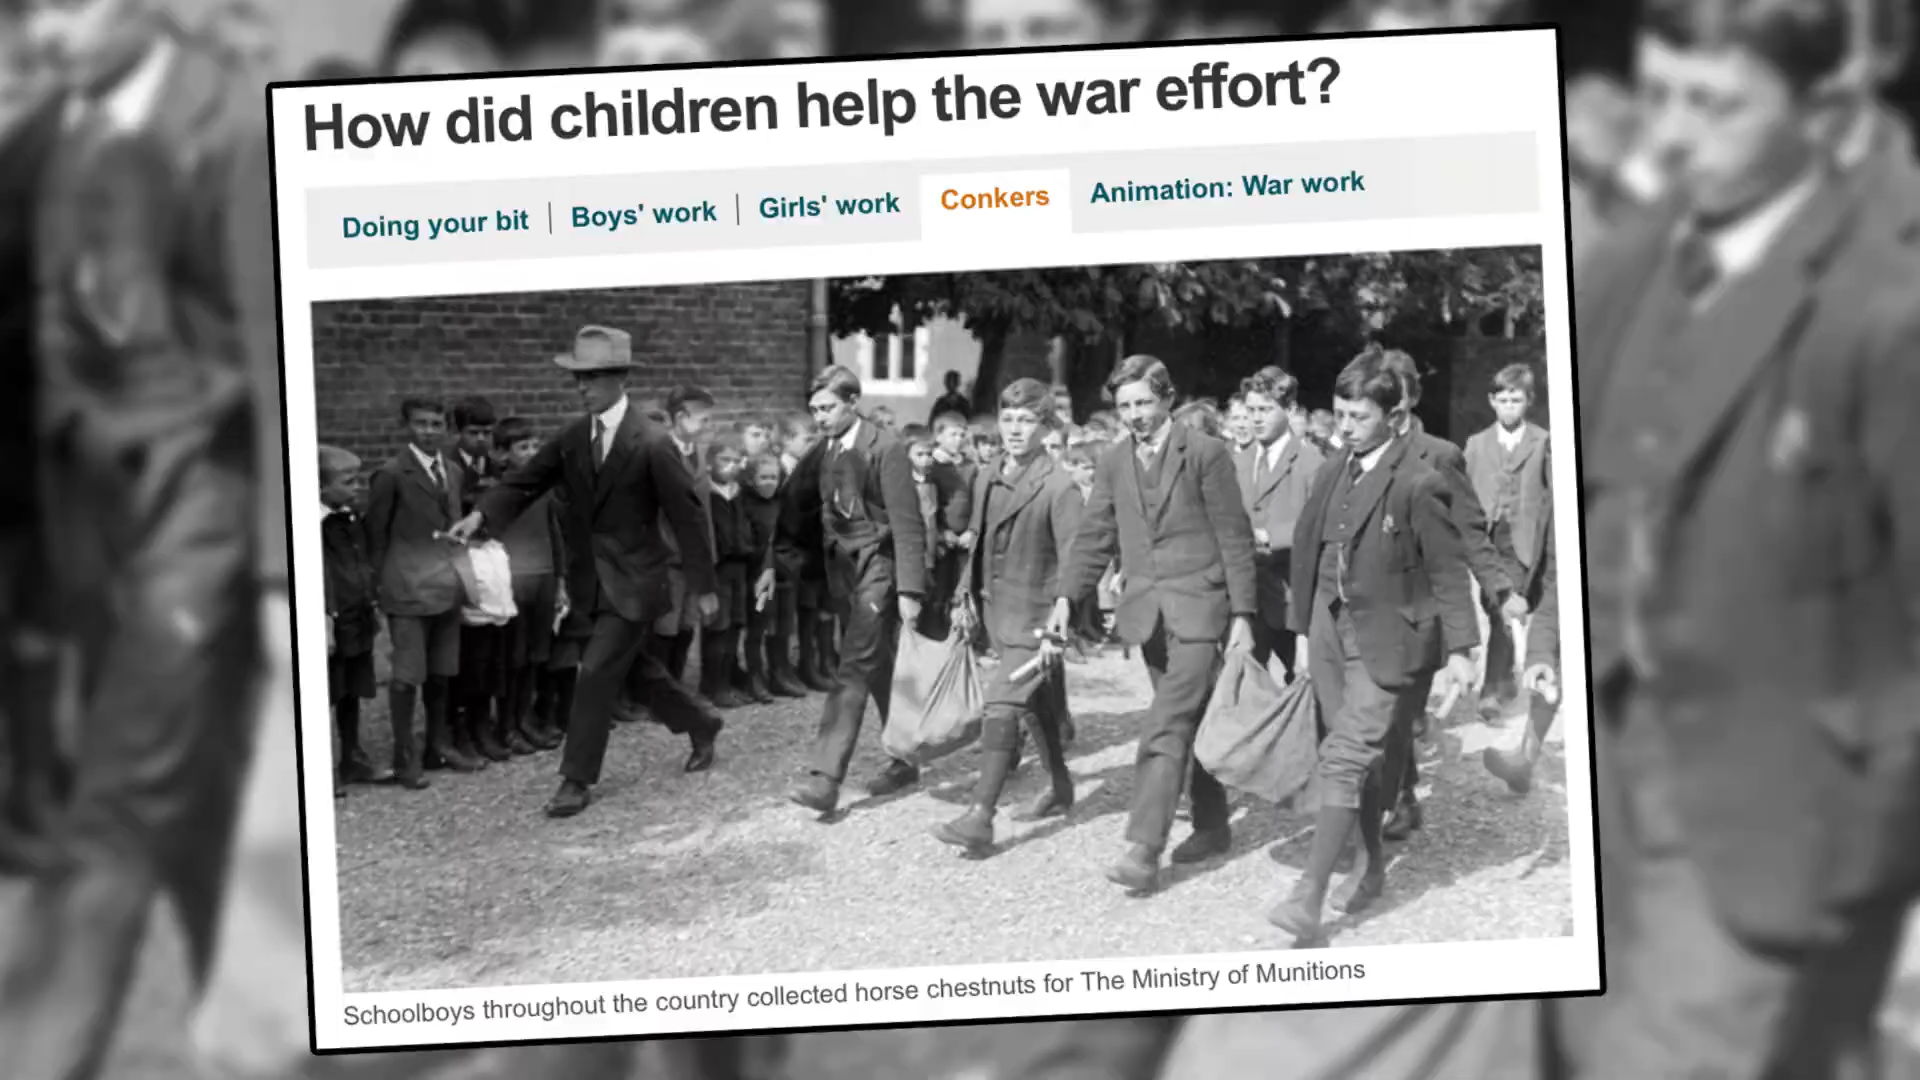 How did children help the war effort?
Doing your bit | Boys' work | Girls' work Conkers Animation: War work
Schoolboys throughout the country collected horse chestnuts for The Ministry of Munitions